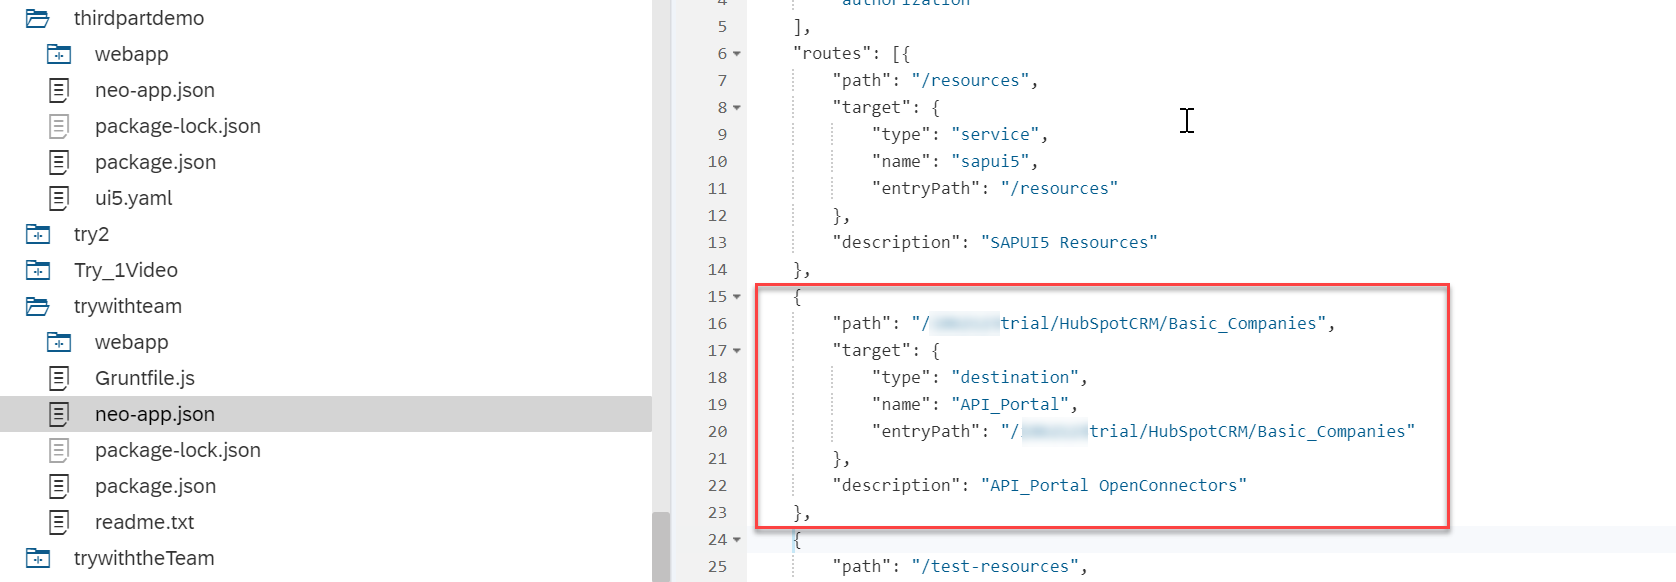 thirdpartdemo
webapp
neo-app.json
package-lock.json
package.json
ui5.yaml
try2
Try_1Video
trywithteam
webapp
Gruntfile.js
neo-app.json
package-lock.json
package.json
readme.txt
trywiththeTeam
4 "authorization"
5 ],
6 "routes": [{
7 "path": "/resources",
8 "target": {
9 "type": "service",
10 "name": "sapui5",
11 "entryPath": "/resources"
12 },
13 "description": "SAPUI5 Resources"
14 },
15 {
16 "path": "/trial/HubSpotCRM/Basic_Companies",
17 "target": {
18 "type": "destination",
19 "name": "API_Portal",
20 "entryPath": "/trial/HubSpotCRM/Basic_Companies"
21 },
22 "description": "API_Portal OpenConnectors"
23 },
24 {
25 "path": "/test-resources",